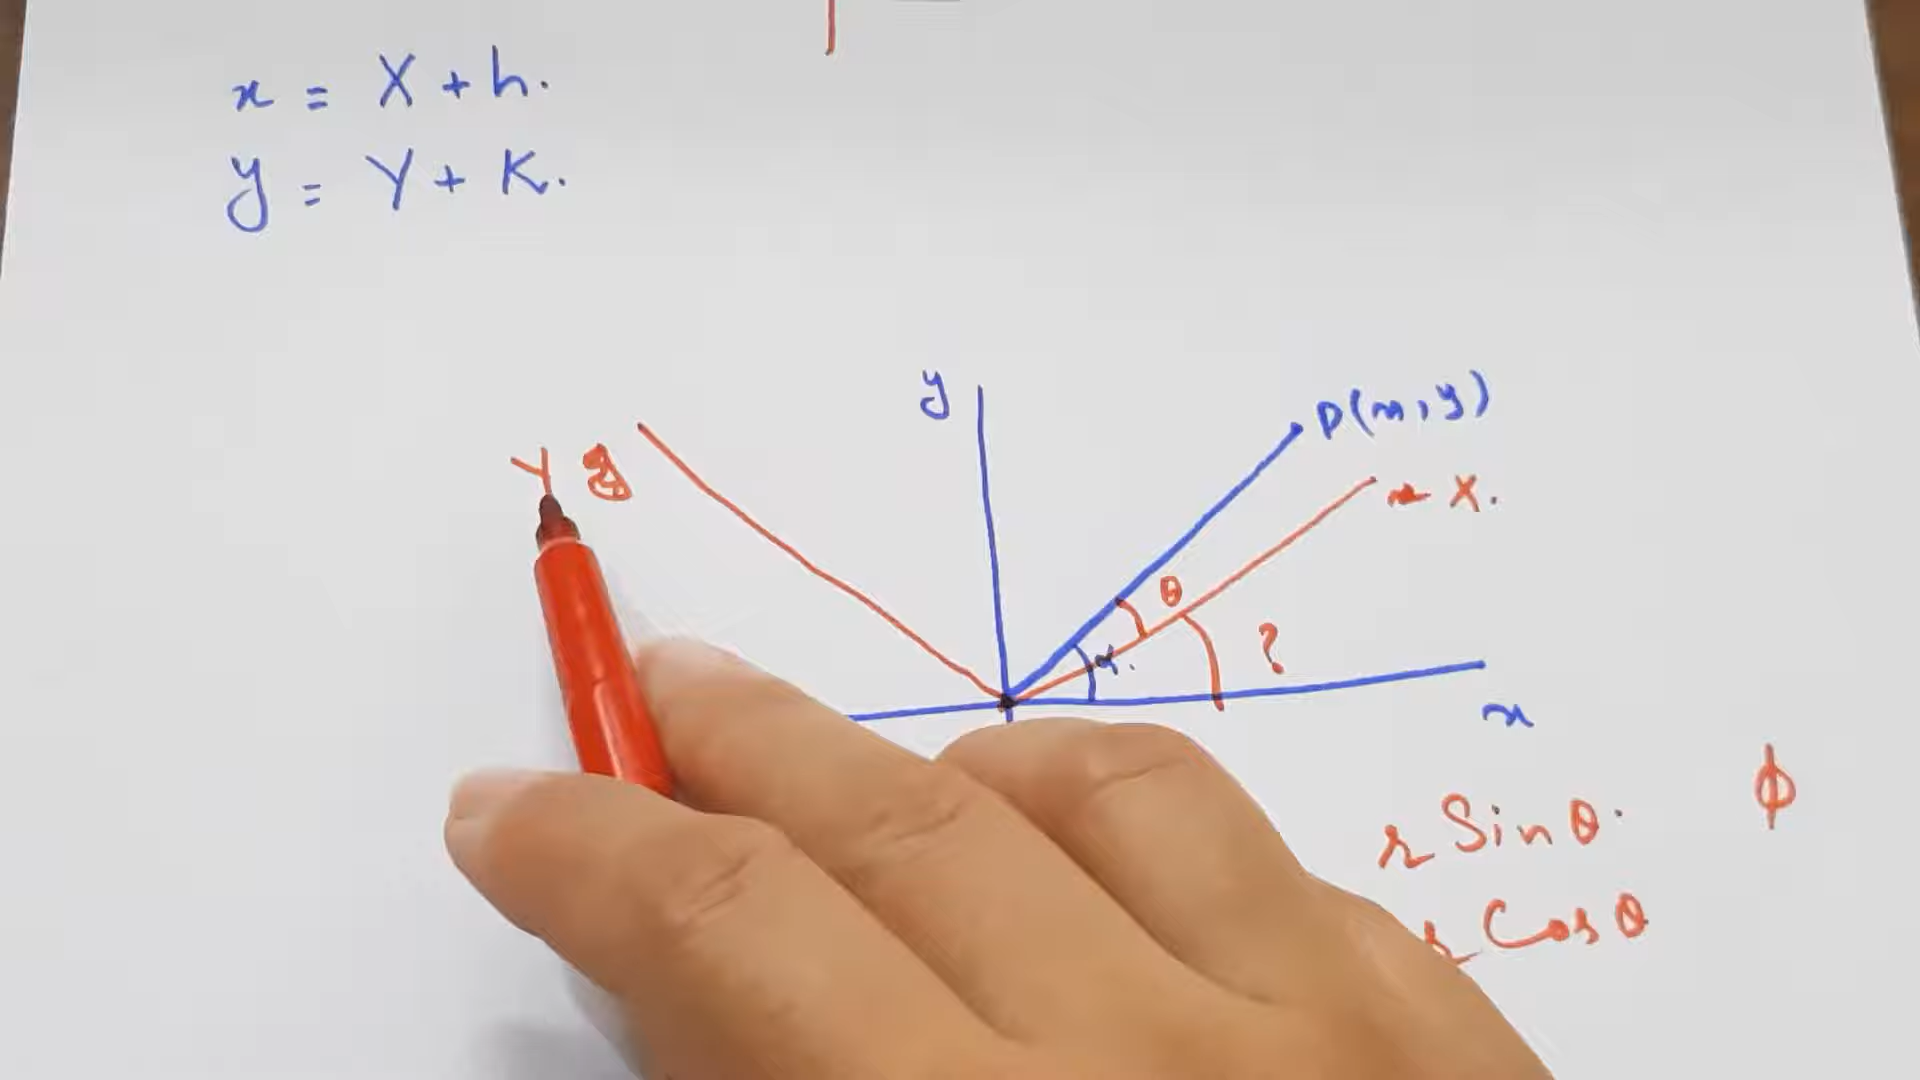 x = X + h.
y = Y + K.
y
P(x, y)
Y
X.
θ
α.
?
x
r Sin θ.
φ
r Cos θ